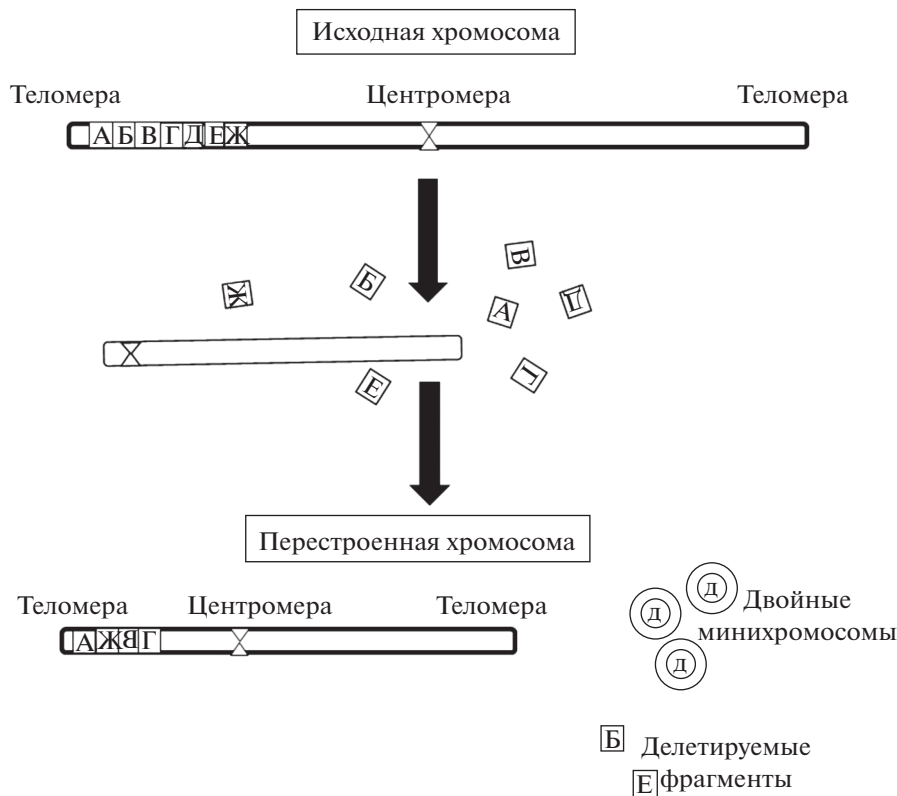 Исходная хромосома
Теломера Центромера Теломера
А Б В Г Д Е Ж
В
Б
Ж
Д
А
Г
Е
Перестроенная хромосома
Теломера Центромера Теломера
А Ж В Г
Д
Д
Д
Двойные
минихромосомы
Б Делетируемые
Е фрагменты